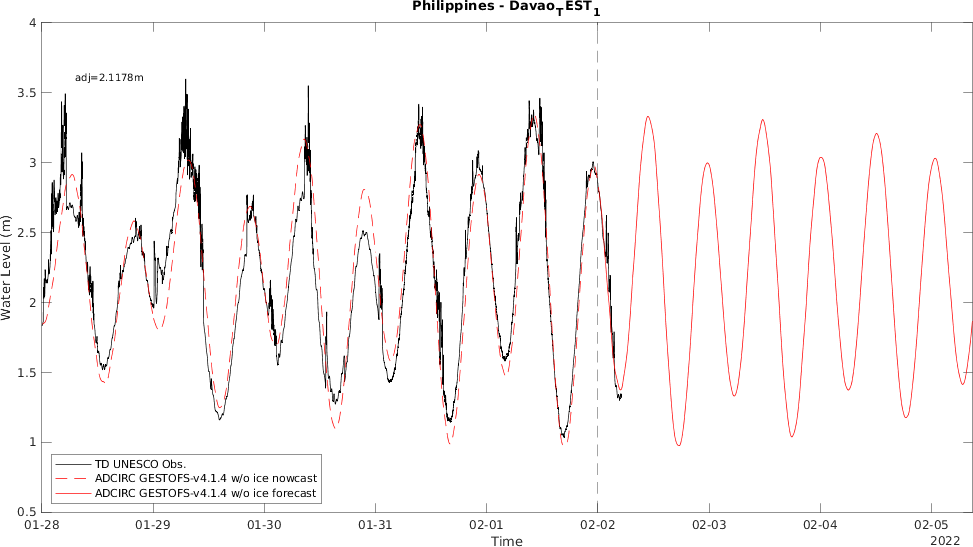 Philippines - Davao_TEST_1
4
adj=2.1178m
3.5
3
2.5
Water Level (m)
2
1.5
1
TD UNESCO Obs.
ADCIRC GESTOFS-v4.1.4 w/o ice nowcast
ADCIRC GESTOFS-v4.1.4 w/o ice forecast
0.5
01-28 01-29 01-30 01-31 02-01 02-02 02-03 02-04 02-05
Time 2022